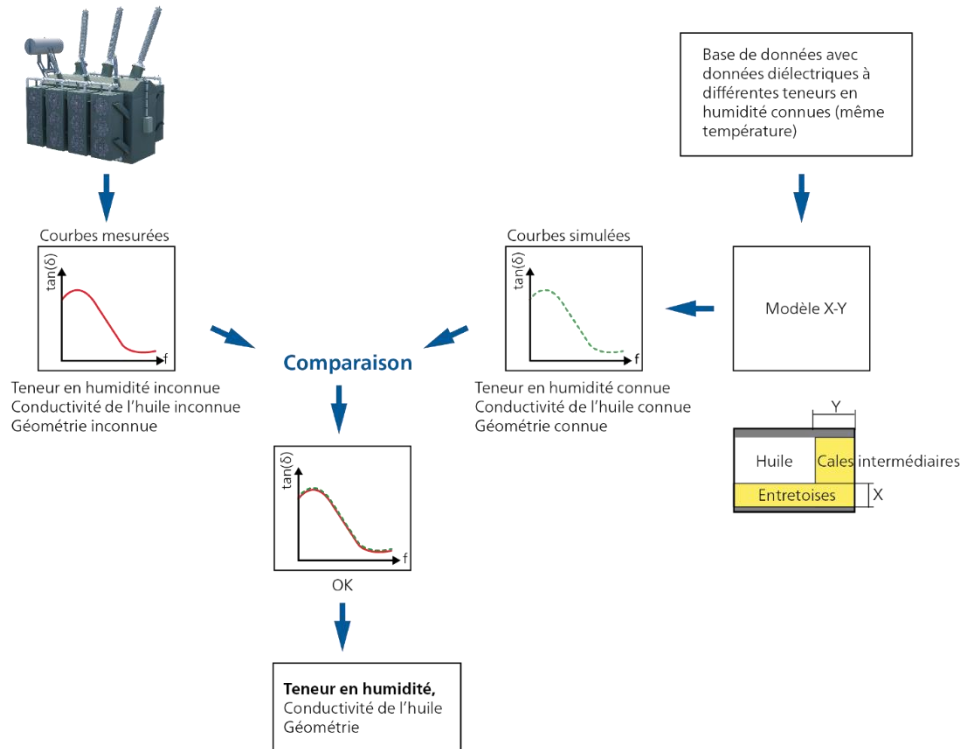 Base de données avec
données diélectriques à
différentes teneurs en
humidité connues (même
température)
Courbes mesurées
tan(δ)
f
Teneur en humidité inconnue
Conductivité de l'huile inconnue
Géométrie inconnue
Courbes simulées
tan(δ)
f
Teneur en humidité connue
Conductivité de l'huile connue
Géométrie connue
Modèle X-Y
Y
Huile
Cales intermédiaires
Entretoises
X
Comparaison
tan(δ)
f
OK
Teneur en humidité,
Conductivité de l'huile
Géométrie